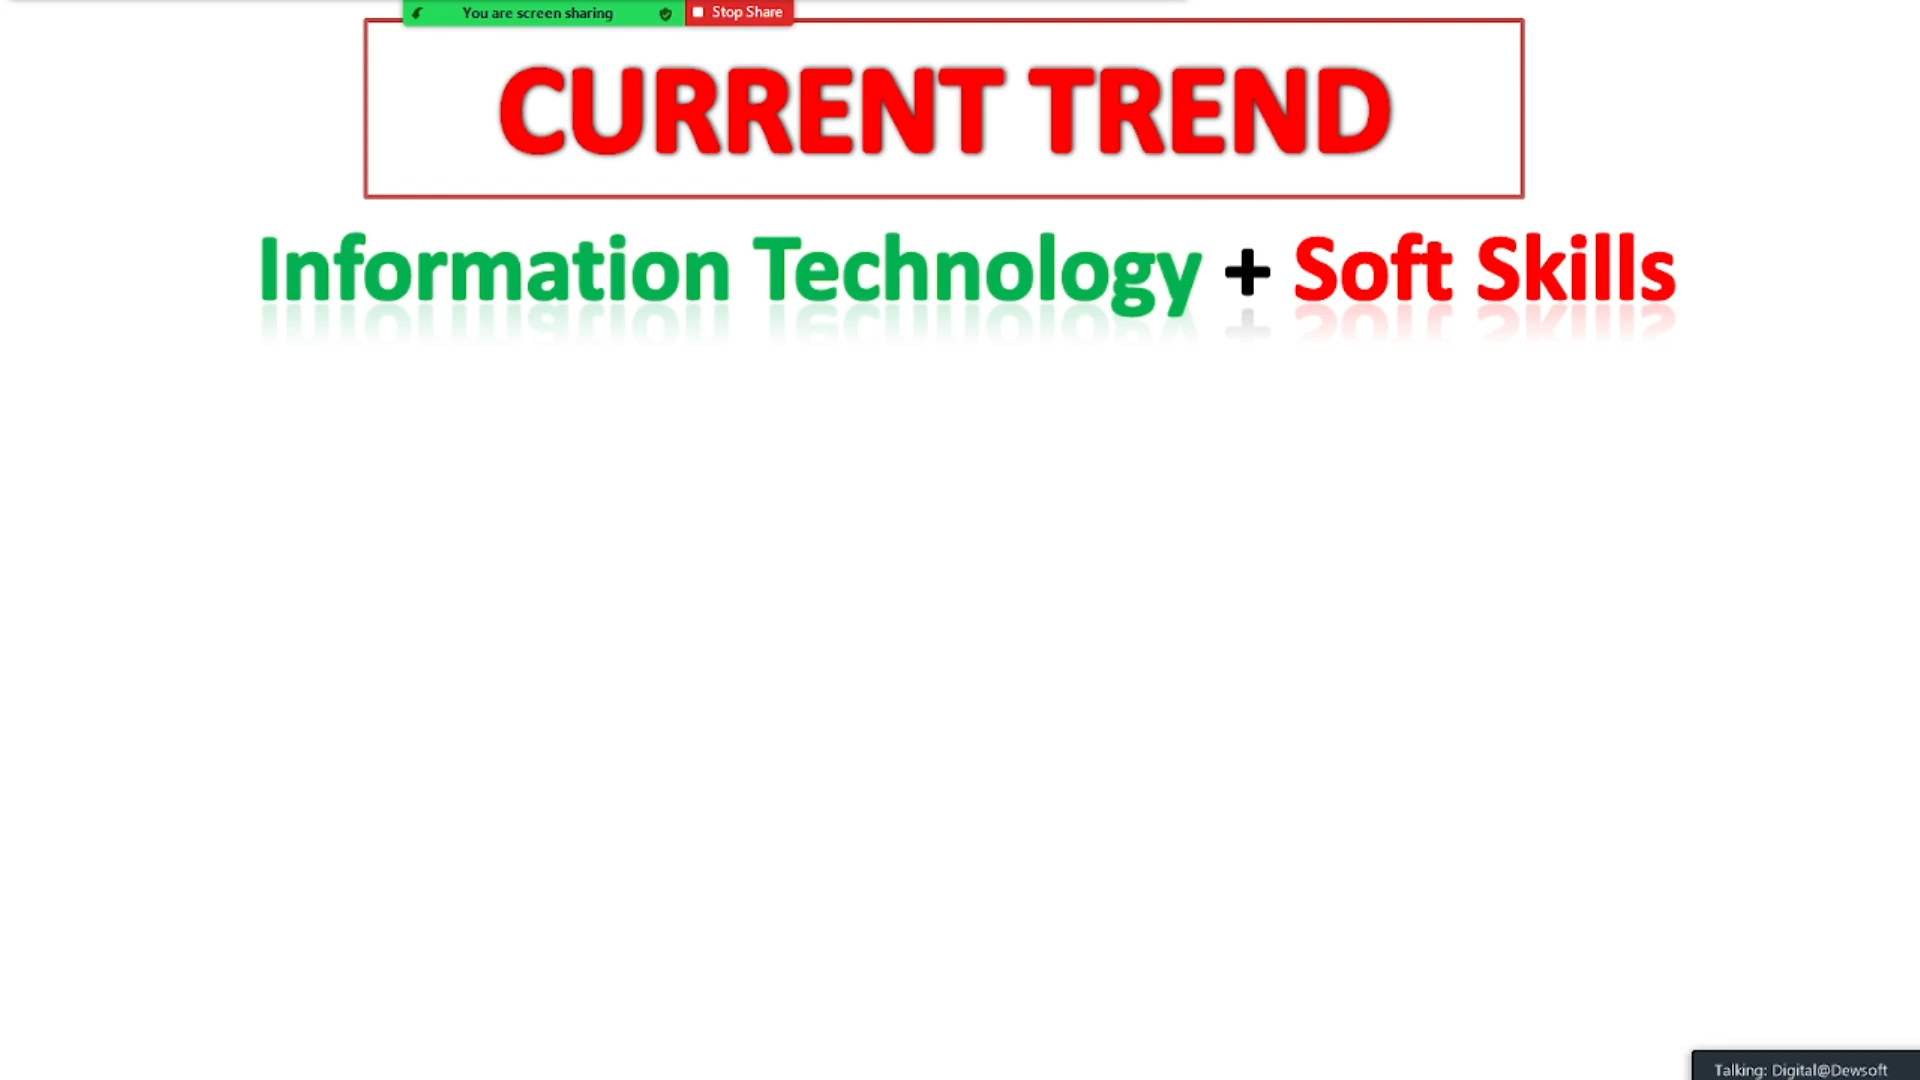 You are screen sharing Stop Share
CURRENT TREND
Information Technology + Soft Skills
Talking: Digital@Dewsoft